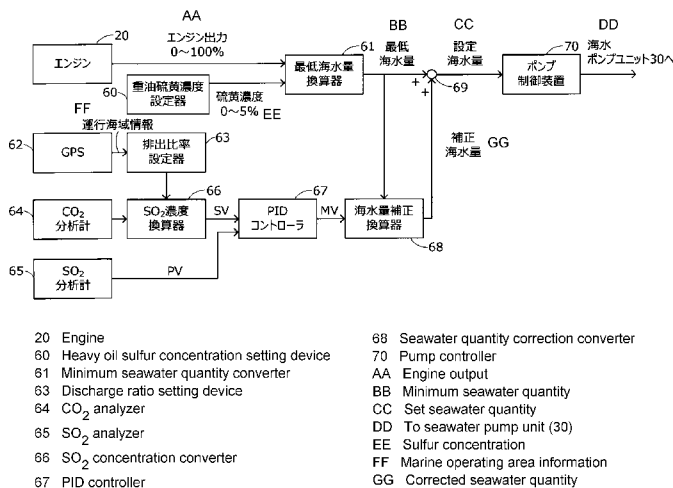 AA
BB
CC
DD
20
エンジン
エンジン出力
0～100%
61
最低海水量
換算器
最低
海水量
設定
海水量
70
ポンプ
制御装置
海水
ポンプユニット30へ
60
重油硫黄濃度
設定器
硫黄濃度
0～5%
EE
+
+
69
FF
運行海域情報
62
GPS
63
排出比率
設定器
補正
海水量
GG
64
CO2
分析計
66
SO2濃度
換算器
SV
67
PID
コントローラ
MV
海水量補正
換算器
68
65
SO2
分析計
PV
20 Engine
60 Heavy oil sulfur concentration setting device
61 Minimum seawater quantity converter
63 Discharge ratio setting device
64 CO2 analyzer
65 SO2 analyzer
66 SO2 concentration converter
67 PID controller
68 Seawater quantity correction converter
70 Pump controller
AA Engine output
BB Minimum seawater quantity
CC Set seawater quantity
DD To seawater pump unit (30)
EE Sulfur concentration
FF Marine operating area information
GG Corrected seawater quantity